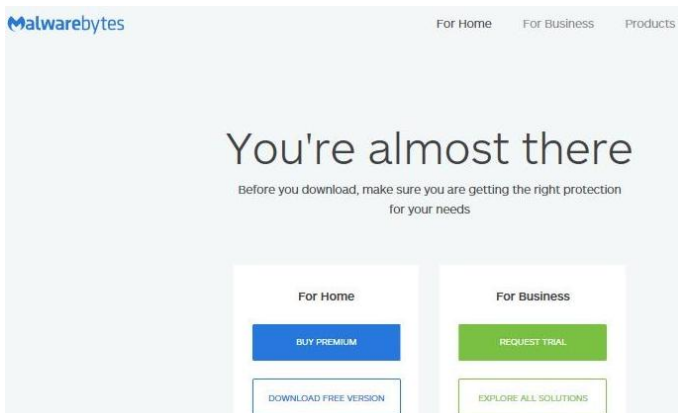 Malwarebytes
For Home For Business Products
You're almost there
Before you download, make sure you are getting the right protection
for your needs
For Home For Business
BUY PREMIUM REQUEST TRIAL
DOWNLOAD FREE VERSION EXPLORE ALL SOLUTIONS